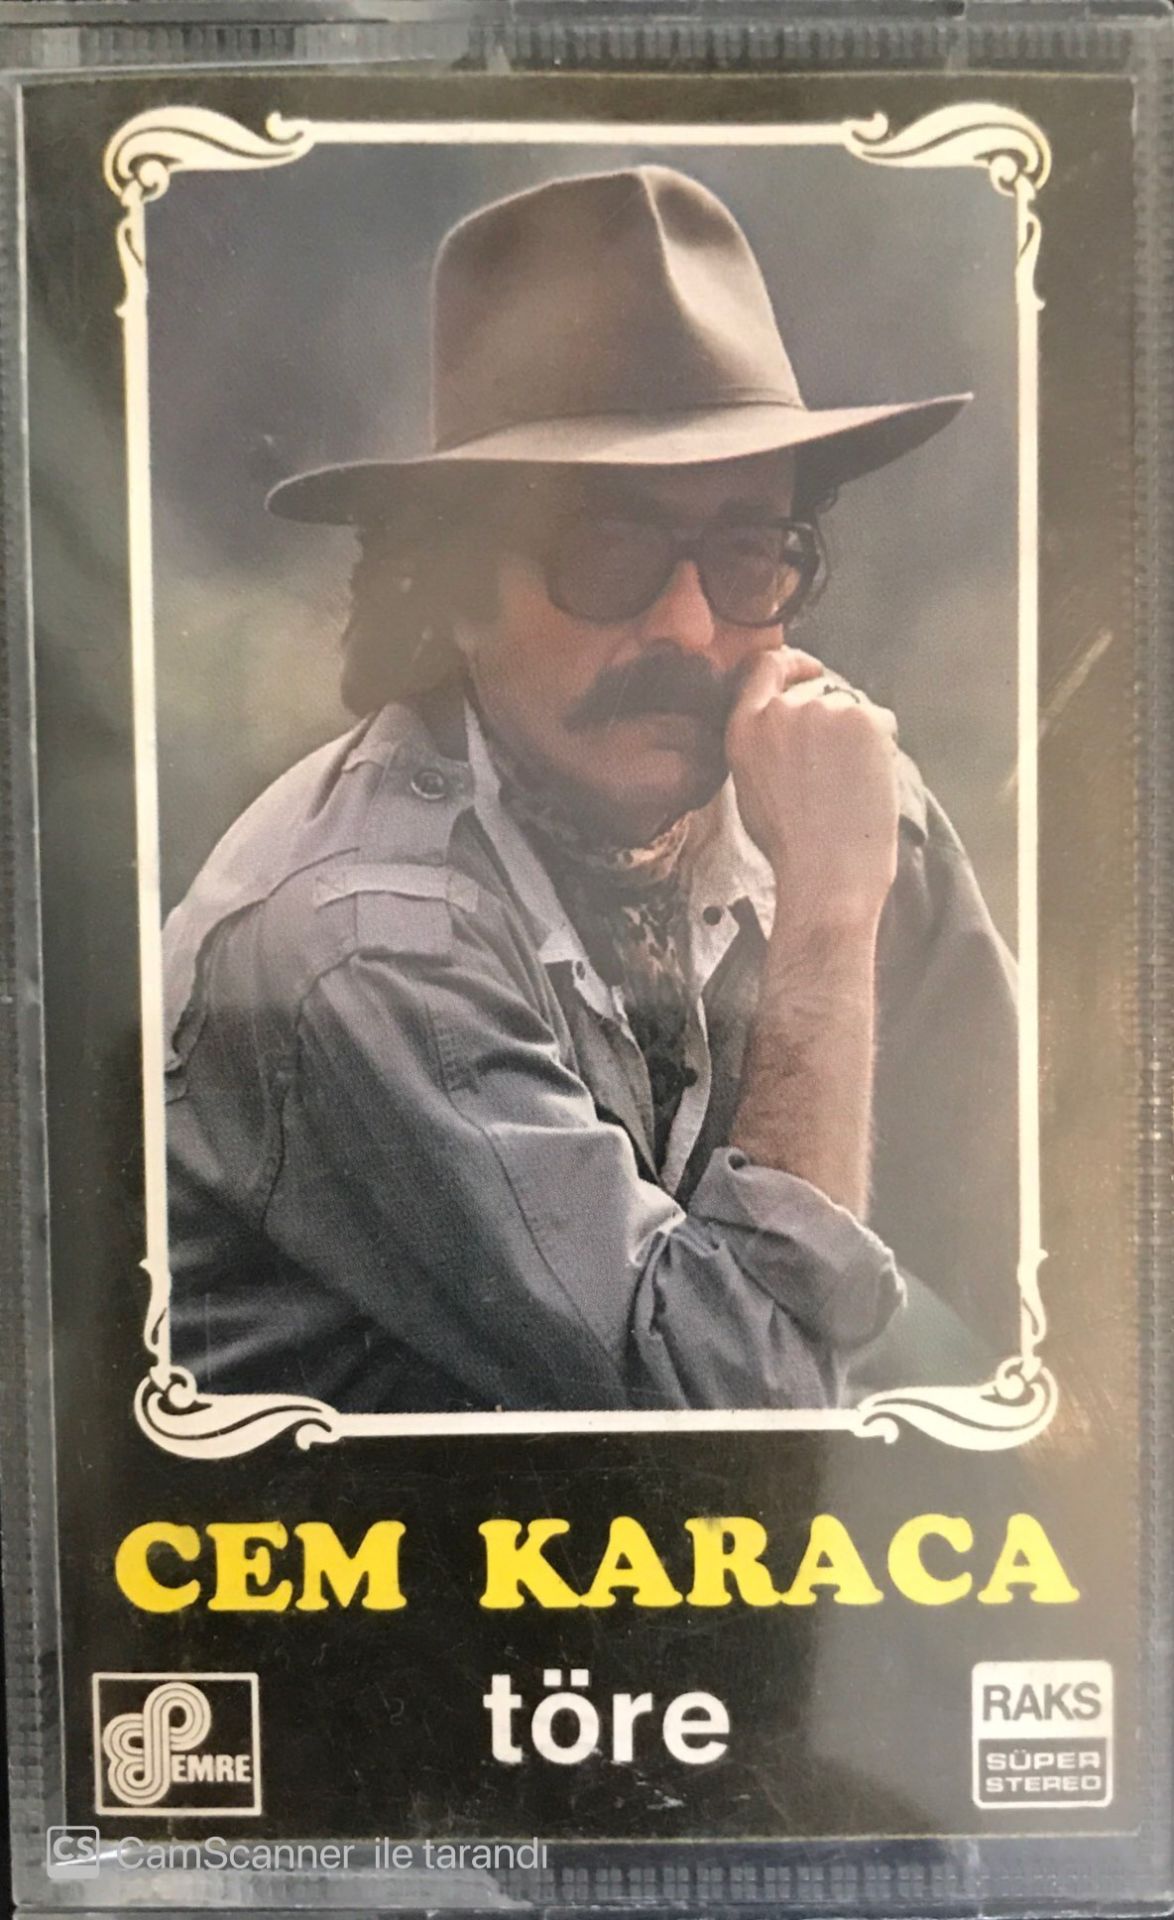 CEM KARACA
töre
EMRE
RAKS
SÜPER
STEREO
CS CamScanner ile tarandı